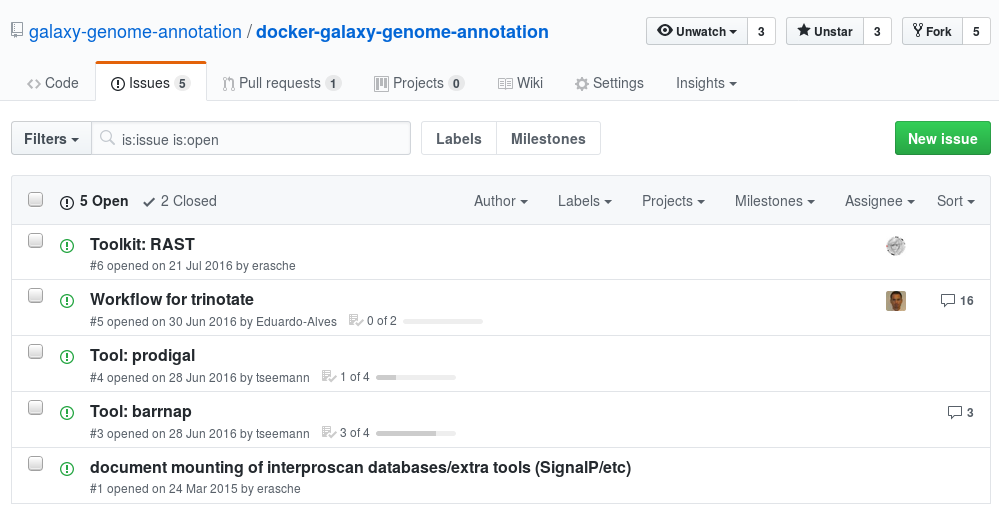 galaxy-genome-annotation / docker-galaxy-genome-annotation Unwatch 3 Unstar 3 Fork 5
Code Issues 5 Pull requests 1 Projects 0 Wiki Settings Insights
Filters is:issue is:open Labels Milestones New issue
5 Open 2 Closed Author Labels Projects Milestones Assignee Sort
Toolkit: RAST
#6 opened on 21 Jul 2016 by erasche
Workflow for trinotate 16
#5 opened on 30 Jun 2016 by Eduardo-Alves 0 of 2
Tool: prodigal
#4 opened on 28 Jun 2016 by tseemann 1 of 4
Tool: barrnap 3
#3 opened on 28 Jun 2016 by tseemann 3 of 4
document mounting of interproscan databases/extra tools (SignalP/etc)
#1 opened on 24 Mar 2015 by erasche